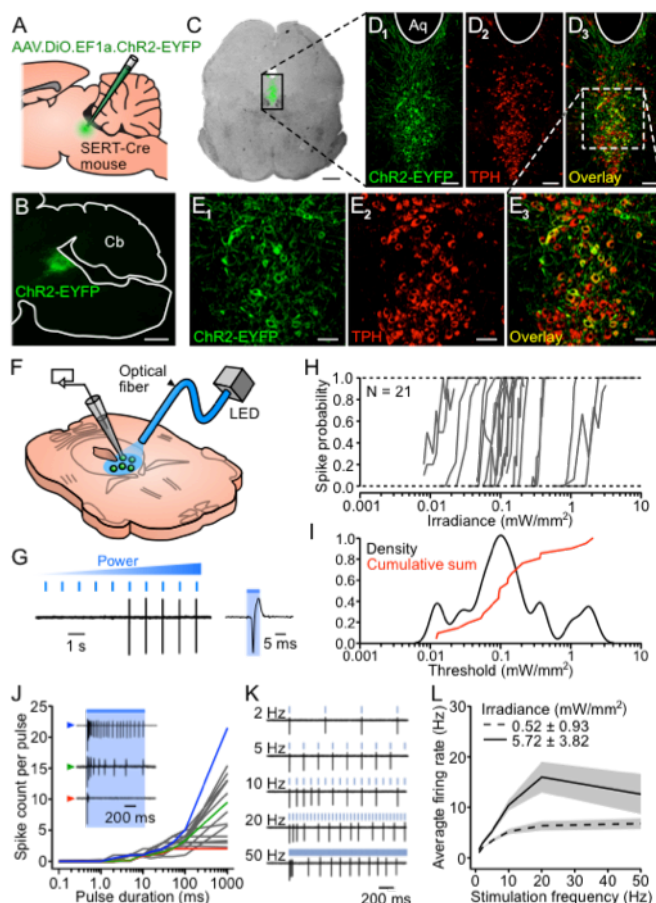 A
AAV.DiO.EF1a.ChR2-EYFP
SERT-Cre
mouse
B
Cb
ChR2-EYFP
C
D1
Aq
ChR2-EYFP
D2
TPH
D3
Overlay
E1
ChR2-EYFP
E2
TPH
E3
Overlay
F
Optical
fiber
LED
G
Power
1 s
5 ms
H
N = 21
Spike probability
1.0
0.8
0.6
0.4
0.2
0.0
0.001 0.01 0.1 1 10
Irradiance (mW/mm²)
I
Density
Cumulative sum
1.0
0.8
0.6
0.4
0.2
0.0
0.001 0.01 0.1 1 10
Threshold (mW/mm²)
J
Spike count per pulse
25
20
15
10
5
0
200 ms
0.1 1.0 10 100 1000
Pulse duration (ms)
K
2 Hz
5 Hz
10 Hz
20 Hz
50 Hz
200 ms
L
Averagte firing rate
(Hz)
30
20
10
0
Irradiance (mW/mm²)
0.52 ± 0.93
5.72 ± 3.82
0 10 20 30 40 50
Stimulation frequency (Hz)